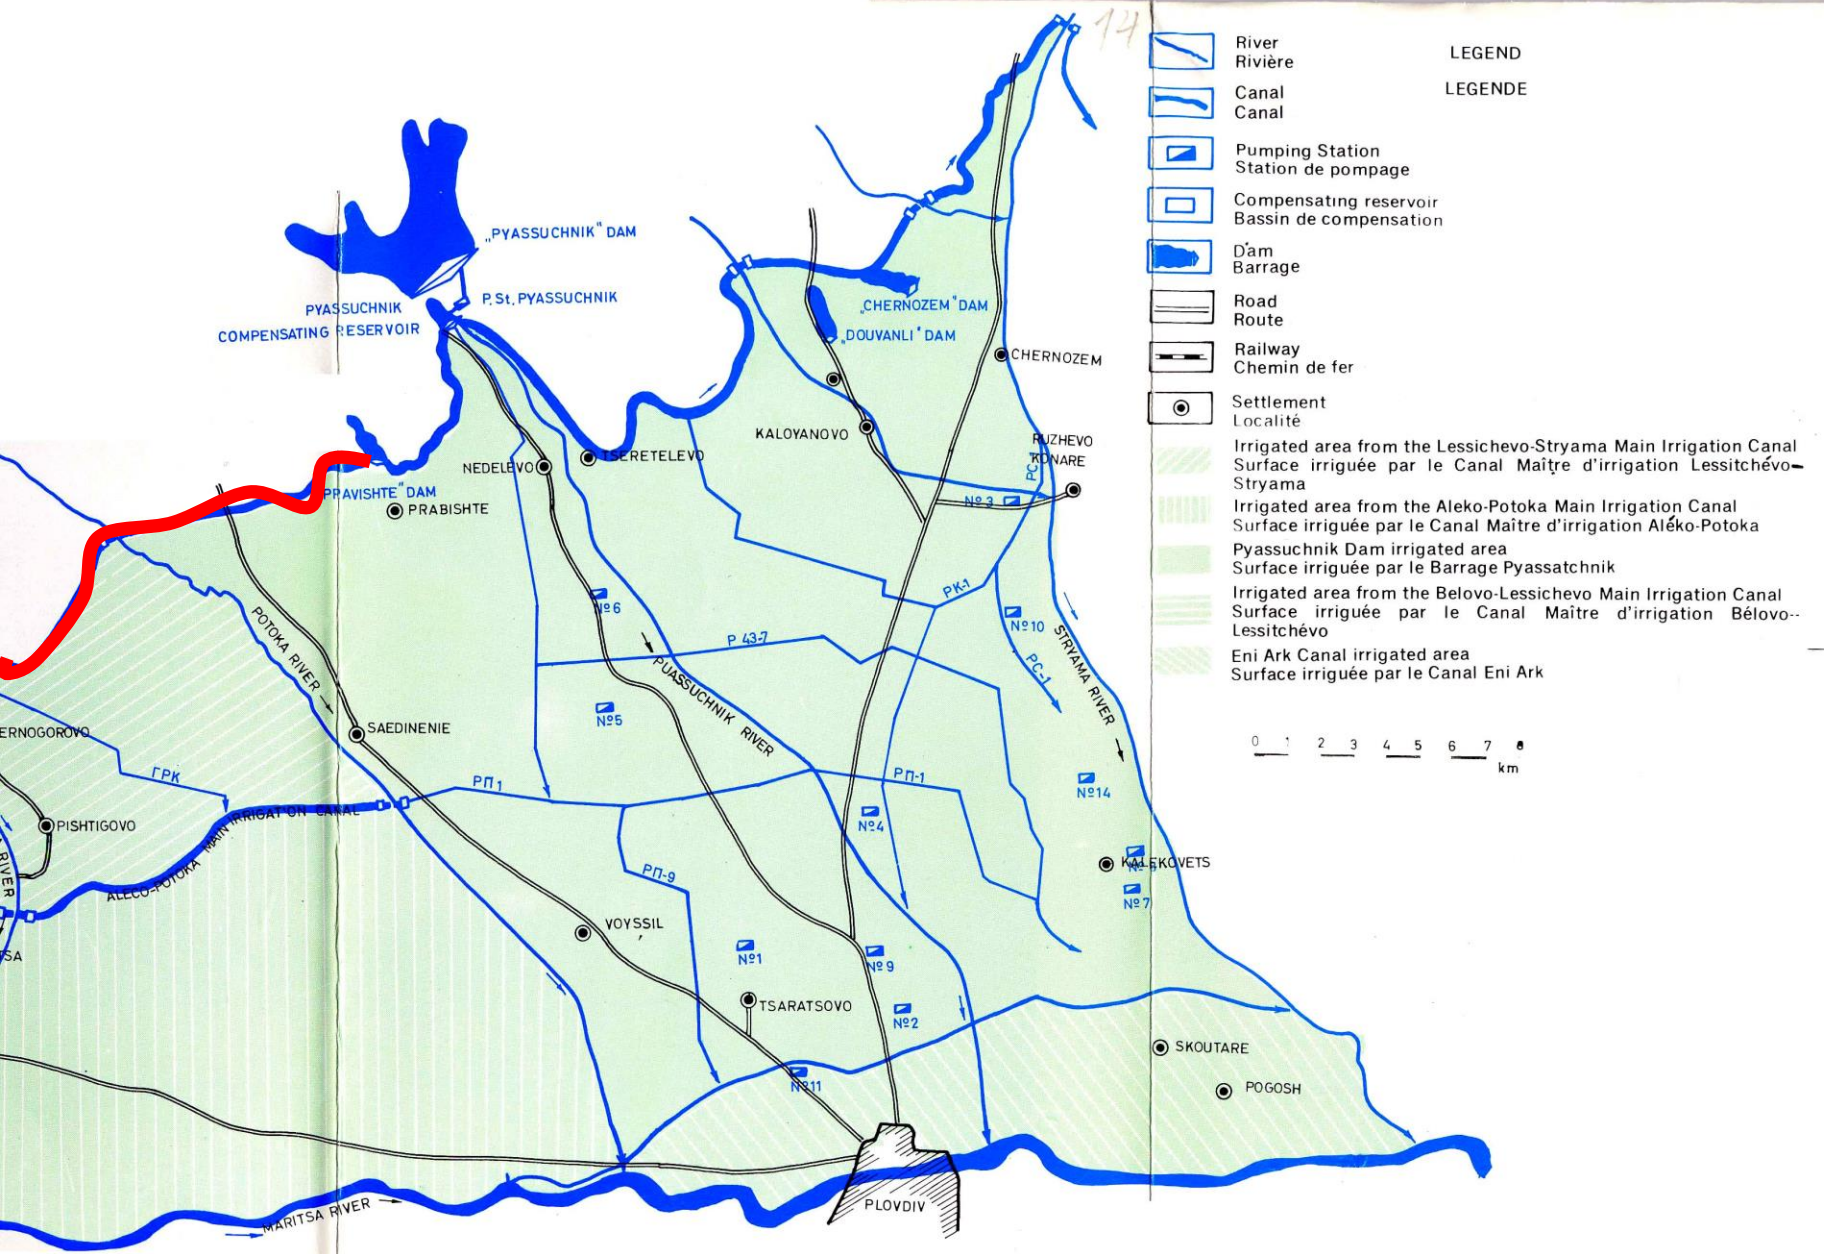 14
LEGEND
LEGENDE
River
Rivière
Canal
Canal
Pumping Station
Station de pompage
Compensating reservoir
Bassin de compensation
Dam
Barrage
Road
Route
Railway
Chemin de fer
Settlement
Localité
Irrigated area from the Lessichevo-Stryama Main Irrigation Canal
Surface irriguée par le Canal Maître d'irrigation Lessitchévo-
Stryama
Irrigated area from the Aleko-Potoka Main Irrigation Canal
Surface irriguée par le Canal Maître d'irrigation Aléko-Potoka
Pyassuchnik Dam irrigated area
Surface irriguée par le Barrage Pyassatchnik
Irrigated area from the Belovo-Lessichevo Main Irrigation Canal
Surface irriguée par le Canal Maître d'irrigation Bélovo--
Lessitchévo
Eni Ark Canal irrigated area
Surface irriguée par le Canal Eni Ark
0 1 2 3 4 5 6 7 8
km
„PYASSUCHNIK" DAM
P.St. PYASSUCHNIK
PYASSUCHNIK
COMPENSATING RESERVOIR
„CHERNOZEM" DAM
„DOUVANLI" DAM
CHERNOZEM
KALOYANOVO
RUZHEVO
KONARE
PC-1
№3
NEDELEVO
TSERETELEVO
PRAVISHTE" DAM
PRABISHTE
№6
РК-1
№10
PC-1
P 43-7
POTOKA RIVER
PUASSUCHNIK RIVER
STRYAMA RIVER
№5
SAEDINENIE
ERNOGOROVO
ГРК
РП1
РП-1
№14
№4
PISHTIGOVO
ALECO-POTOKA MAIN IRRIGATION CANAL
RIVER
KALEKOVETS
№7
РП-9
VOYSSIL
TSA
№1
№9
TSARATSOVO
№2
SKOUTARE
№11
POGOSH
MARITSA RIVER
PLOVDIV